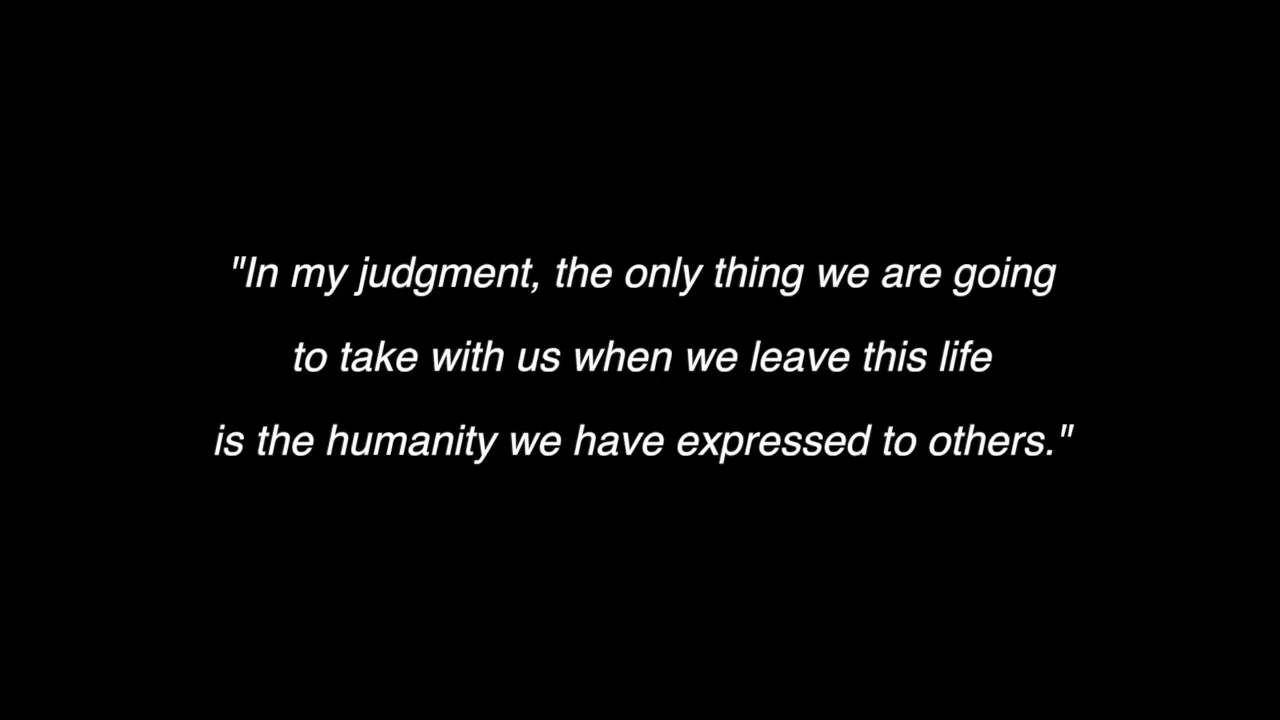 "In my judgment, the only thing we are going
to take with us when we leave this life
is the humanity we have expressed to others."